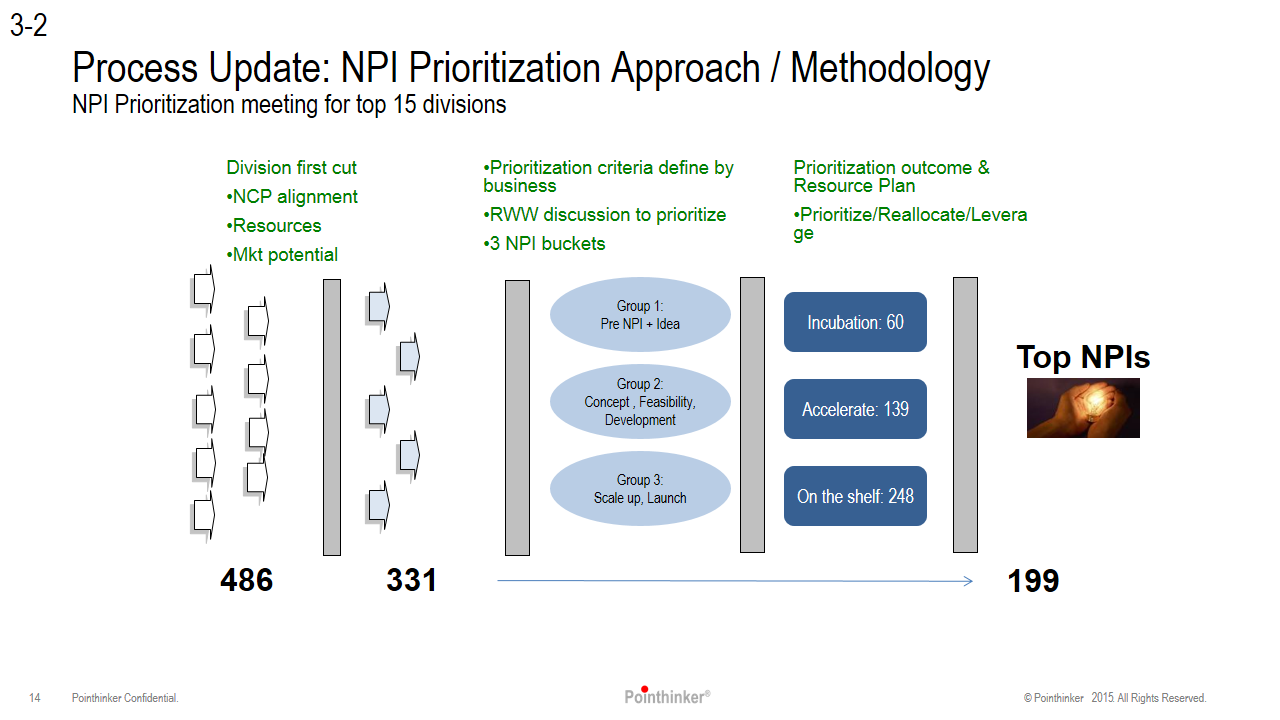 3-2
Process Update: NPI Prioritization Approach / Methodology
NPI Prioritization meeting for top 15 divisions
Division first cut
•NCP alignment
•Resources
•Mkt potential
•Prioritization criteria define by
business
•RWW discussion to prioritize
•3 NPI buckets
Prioritization outcome &
Resource Plan
•Prioritize/Reallocate/Levera
ge
Group 1:
Pre NPI + Idea
Group 2:
Concept , Feasibility,
Development
Group 3:
Scale up, Launch
Incubation: 60
Accelerate: 139
On the shelf: 248
Top NPIs
486
331
199
14
Pointhinker Confidential.
Pointhinker®
© Pointhinker 2015. All Rights Reserved.